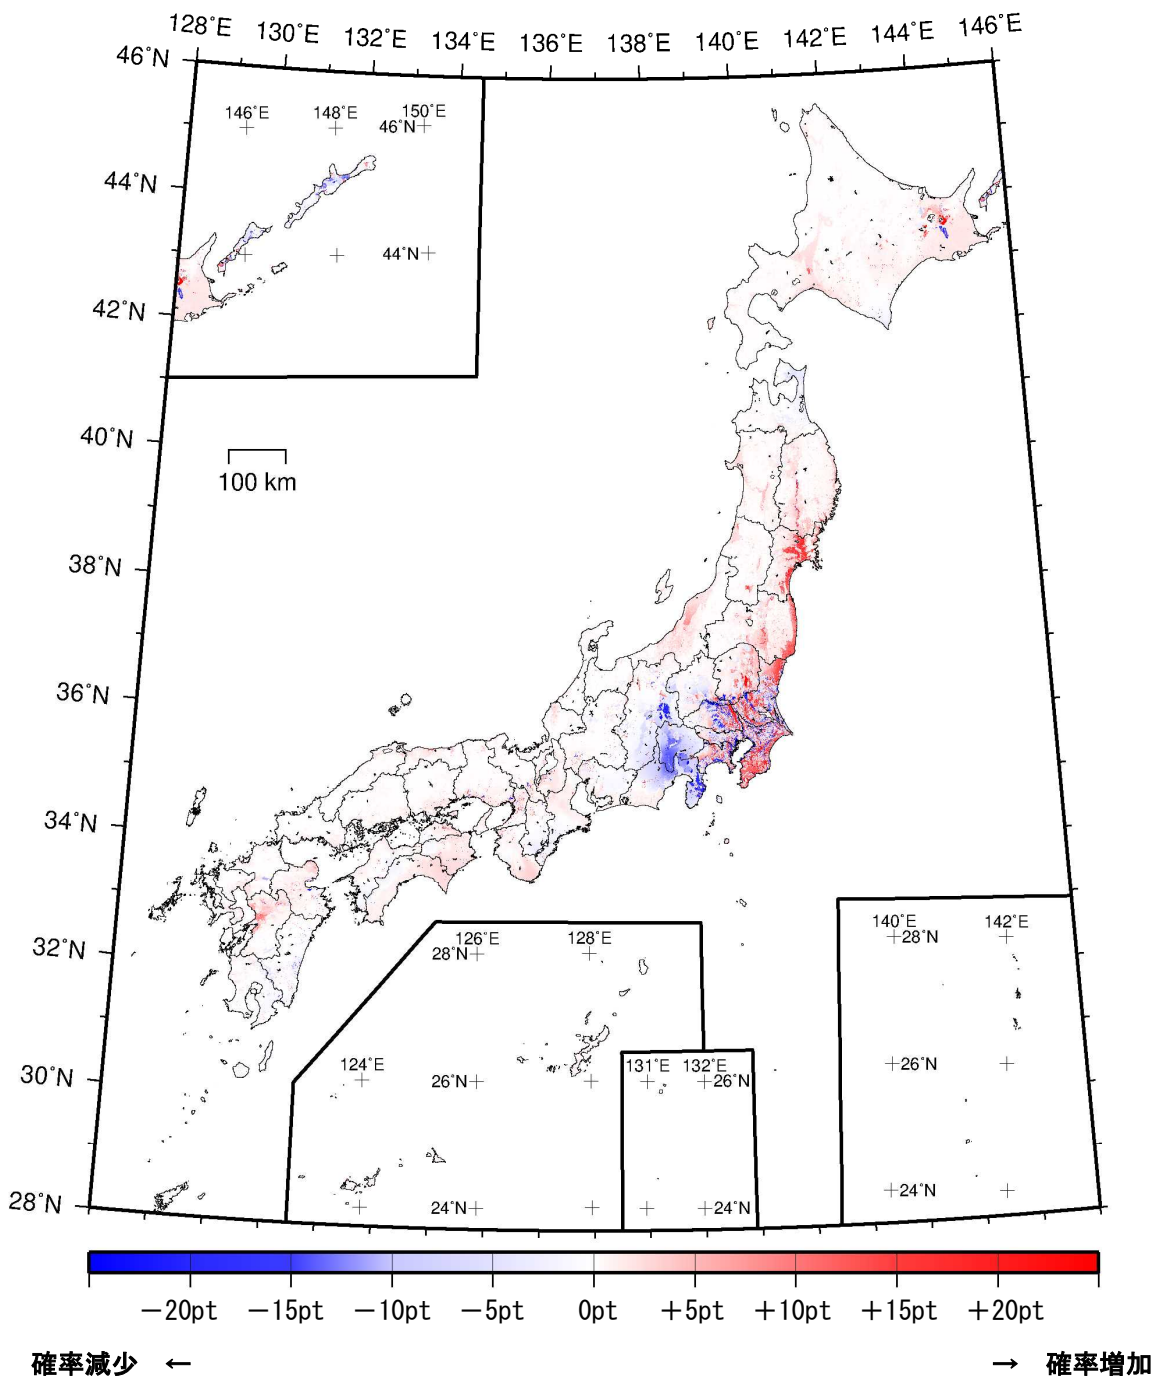 128°E 130°E 132°E 134°E 136°E 138°E 140°E 142°E 144°E 146°E
46°N
146°E 148°E 150°E
46°N
44°N
44°N
42°N
40°N
100 km
38°N
36°N
34°N
32°N
126°E 128°E
28°N
140°E 142°E
28°N
124°E
26°N
131°E 132°E
26°N
26°N
30°N
24°N
24°N
24°N
28°N
−20pt −15pt −10pt −5pt 0pt +5pt +10pt +15pt +20pt
確率減少 ← → 確率増加